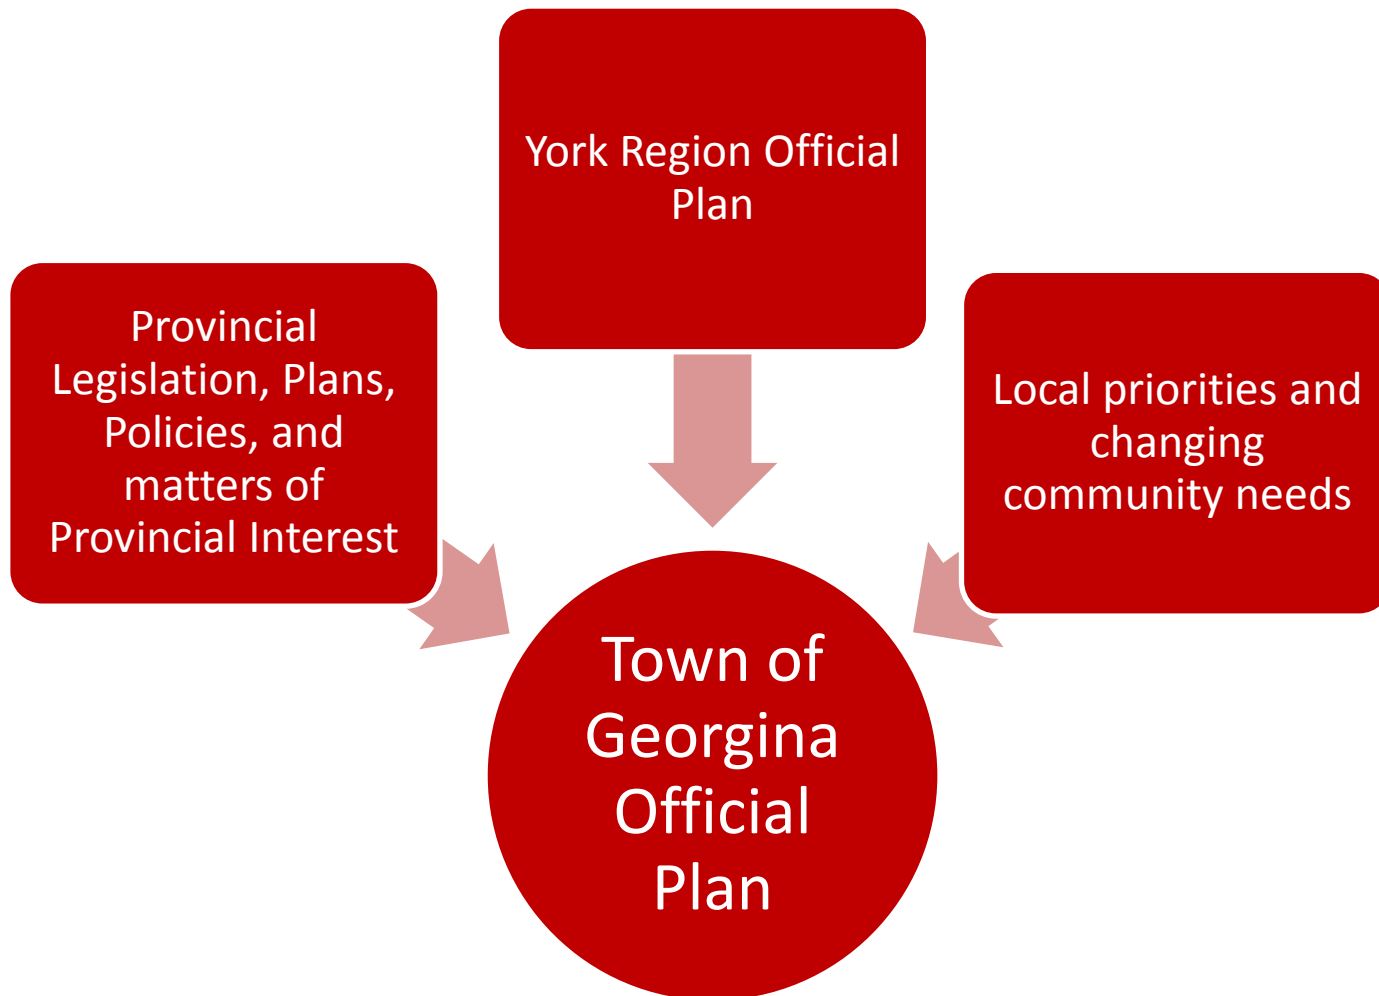 York Region Official
Plan
Provincial
Legislation, Plans,
Policies, and
matters of
Provincial Interest
Local priorities and
changing
community needs
Town of
Georgina
Official
Plan